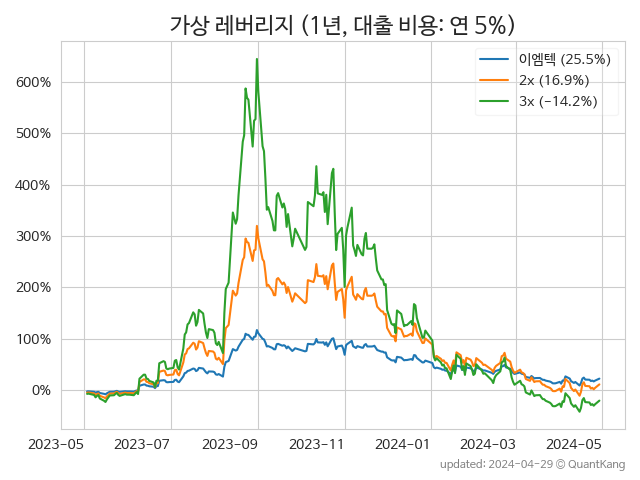 가상 레버리지 (1년, 대출 비용: 연 5%)
이엠텍 (25.5%)
2x (16.9%)
3x (−14.2%)
600%
500%
400%
300%
200%
100%
0%
2023-05
2023-07
2023-09
2023-11
2024-01
2024-03
2024-05
updated: 2024-04-29 © QuantKang